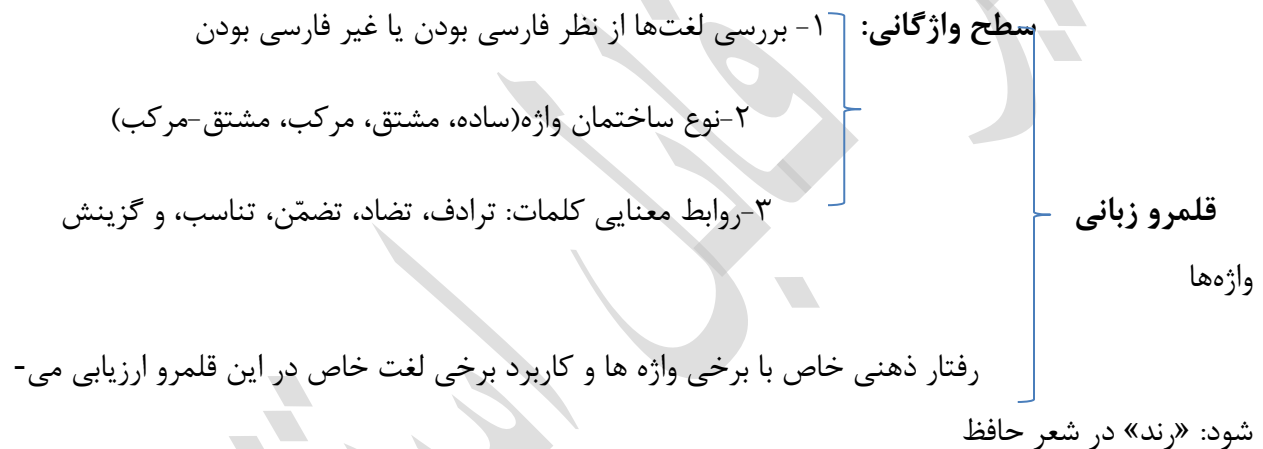 سطح واژگانی: ۱- بررسی لغت‌ها از نظر فارسی بودن یا غیر فارسی بودن
۲-نوع ساختمان واژه(ساده، مشتق، مرکب، مشتق-مرکب)
قلمرو زبانی ۳-روابط معنایی کلمات: ترادف، تضاد، تضمّن، تناسب، و گزینش
واژه‌ها
رفتار ذهنی خاص با برخی واژه ها و کاربرد برخی لغت خاص در این قلمرو ارزیابی می-
شود: «رند» در شعر حافظ